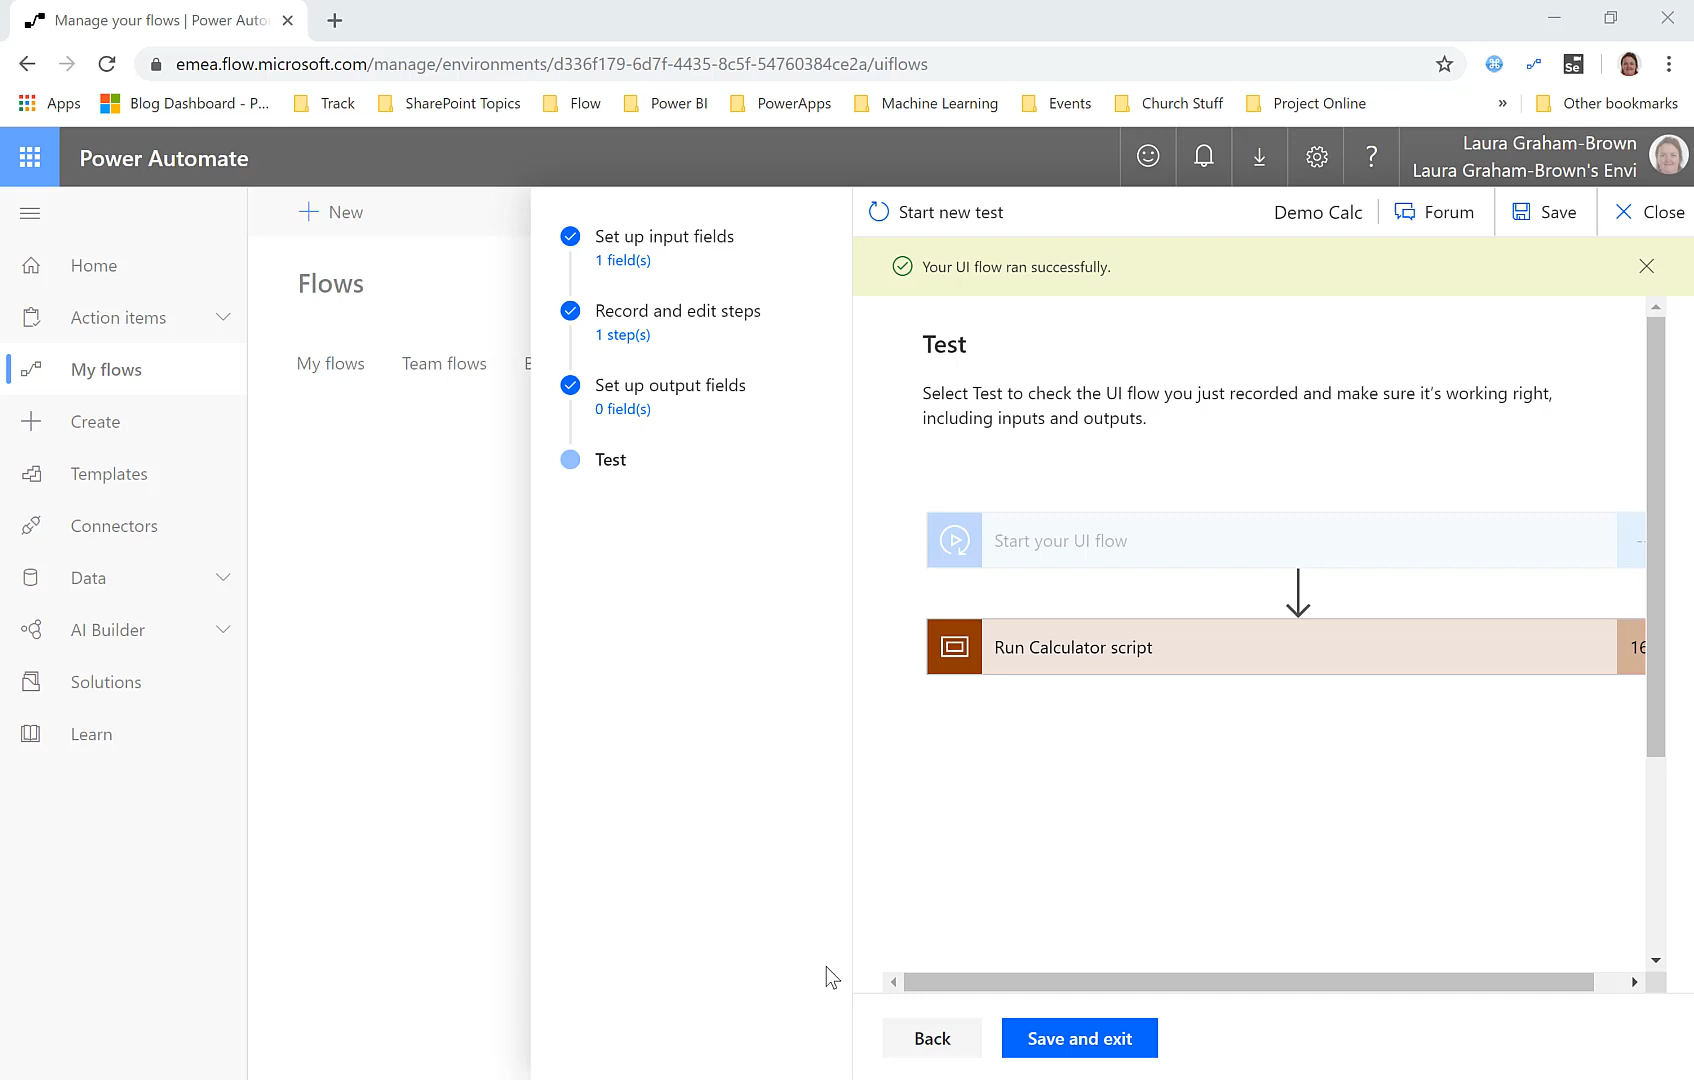 Manage your flows | Power Auto
emea.flow.microsoft.com/manage/environments/d336f179-6d7f-4435-8c5f-54760384ce2a/uiflows
Se
Apps
Blog Dashboard - P...
Track
SharePoint Topics
Flow
Power BI
PowerApps
Machine Learning
Events
Church Stuff
Project Online
»
Other bookmarks
Power Automate
?
Laura Graham-Brown
Laura Graham-Brown's Envi
Home
Action items
My flows
Create
Templates
Connectors
Data
AI Builder
Solutions
Learn
New
Flows
My flows
Team flows
Set up input fields
1 field(s)
Record and edit steps
1 step(s)
Set up output fields
0 field(s)
Test
Start new test
Demo Calc
Forum
Save
Close
Your UI flow ran successfully.
Test
Select Test to check the UI flow you just recorded and make sure it's working right,
including inputs and outputs.
Start your UI flow
Run Calculator script
16
Back
Save and exit